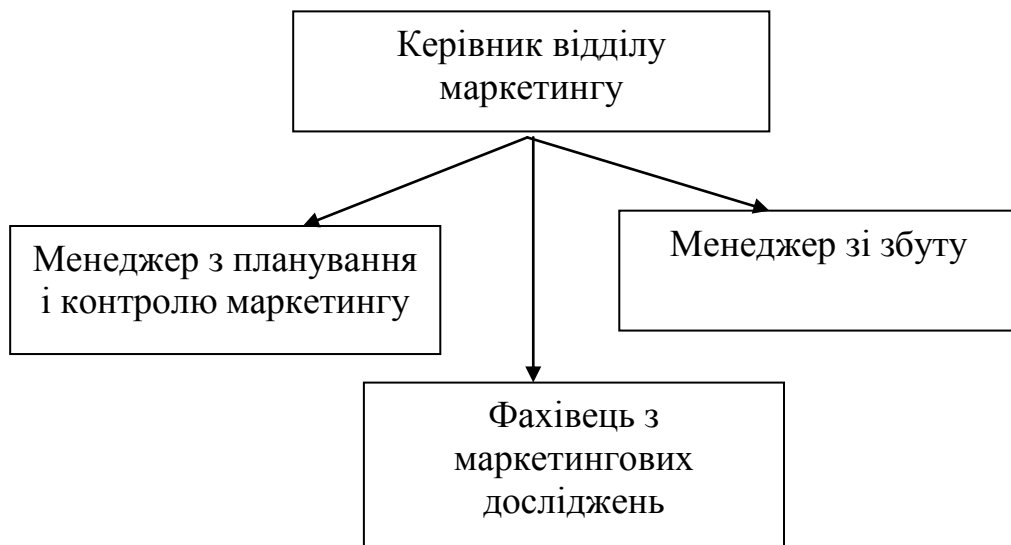 Керівник відділу
маркетингу
Менеджер з планування
і контролю маркетингу
Менеджер зі збуту
Фахівець з
маркетингових
досліджень